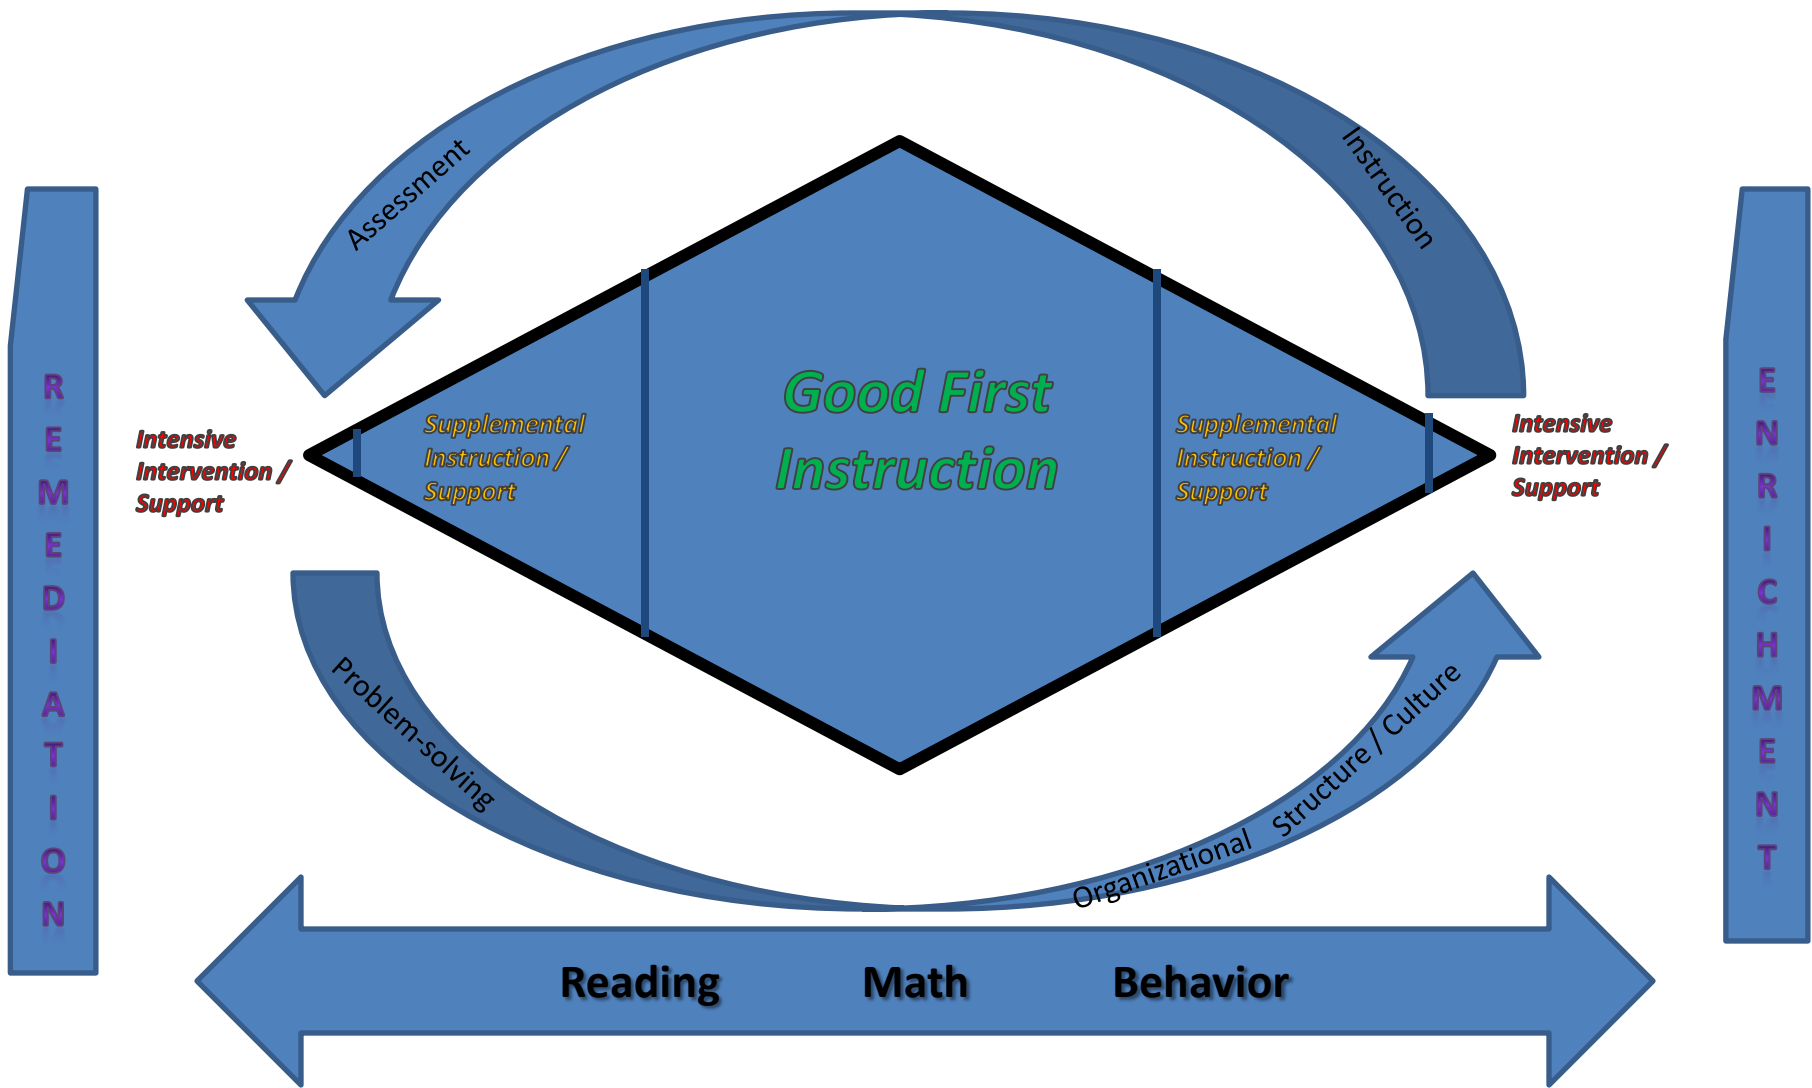 Assessment
Instruction
REMEDIATION
Intensive
Intervention /
Support
Supplemental
Instruction /
Support
Good First
Instruction
Supplemental
Instruction /
Support
Intensive
Intervention /
Support
ENRICHMENT
Problem-solving
Organizational Structure / Culture
Reading Math Behavior